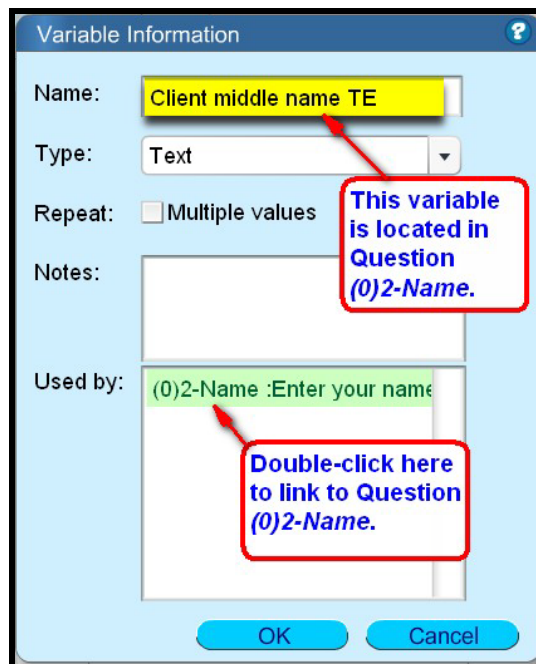 Variable Information
?
Name:
Client middle name TE
Type:
Text
Repeat:
Multiple values
This variable
is located in
Question
(0)2-Name.
Notes:
Used by:
(0)2-Name :Enter your name
Double-click here
to link to Question
(0)2-Name.
OK
Cancel